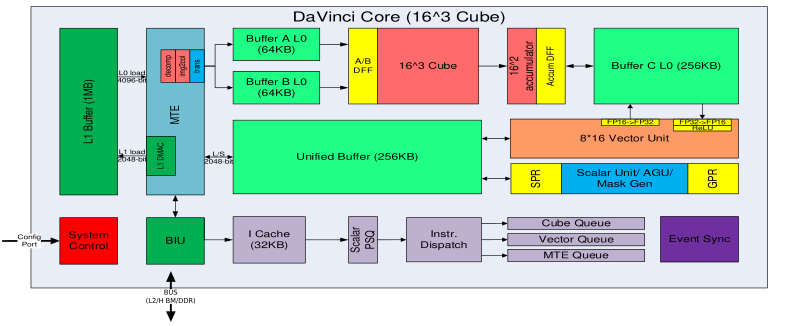 DaVinci Core (16^3 Cube)
L1 Buffer (1MB)
L0 load
4096-bit
L1 load
2048-bit
MTE
decomp
img2col
trans
L1 DMAC
Buffer A L0
(64KB)
Buffer B L0
(64KB)
A/B
DFF
16^3 Cube
16^2
accumulator
Accum DFF
Buffer C L0 (256KB)
L/S
2048-bit
Unified Buffer (256KB)
FP16->FP32
FP32->FP16
ReLU
8*16 Vector Unit
SPR
Scalar Unit/ AGU/
Mask Gen
GPR
Config
Port
System
Control
BIU
I Cache
(32KB)
Scalar
PSQ
Instr.
Dispatch
Cube Queue
Vector Queue
MTE Queue
Event Sync
BUS
(L2/H BM/DDR)